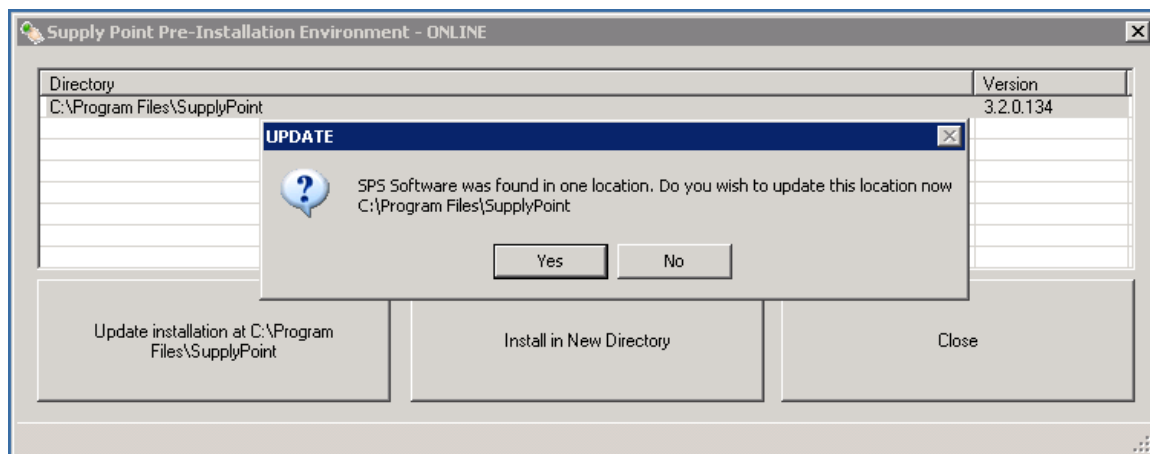 Supply Point Pre-Installation Environment - ONLINE
Directory Version
C:\Program Files\SupplyPoint 3.2.0.134
UPDATE
SPS Software was found in one location. Do you wish to update this location now
C:\Program Files\SupplyPoint
Yes No
Update installation at C:\Program
Files\SupplyPoint
Install in New Directory
Close